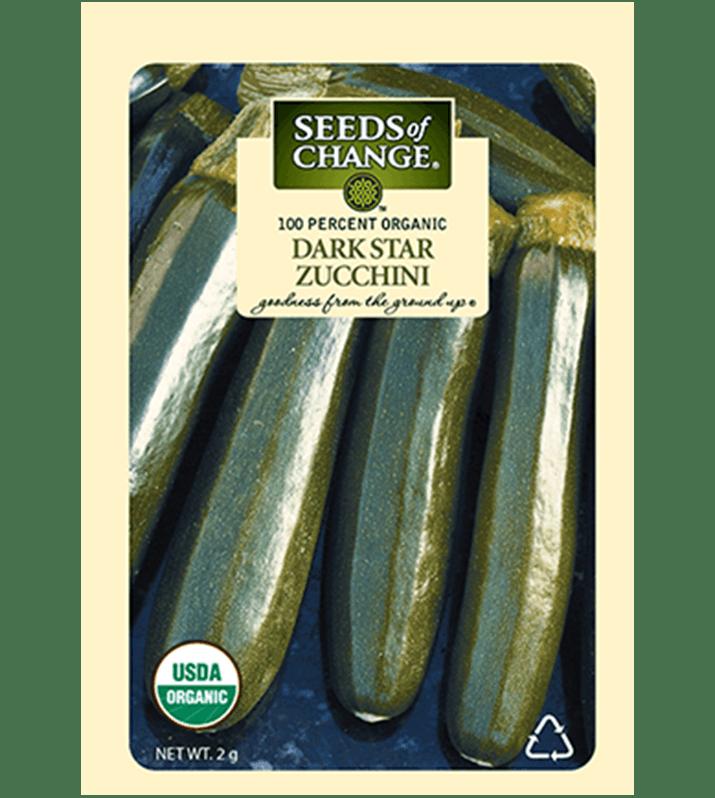 SEEDS of
CHANGE®
™
100 PERCENT ORGANIC
DARK STAR
ZUCCHINI
goodness from the ground up®
USDA
ORGANIC
NET WT. 2 g